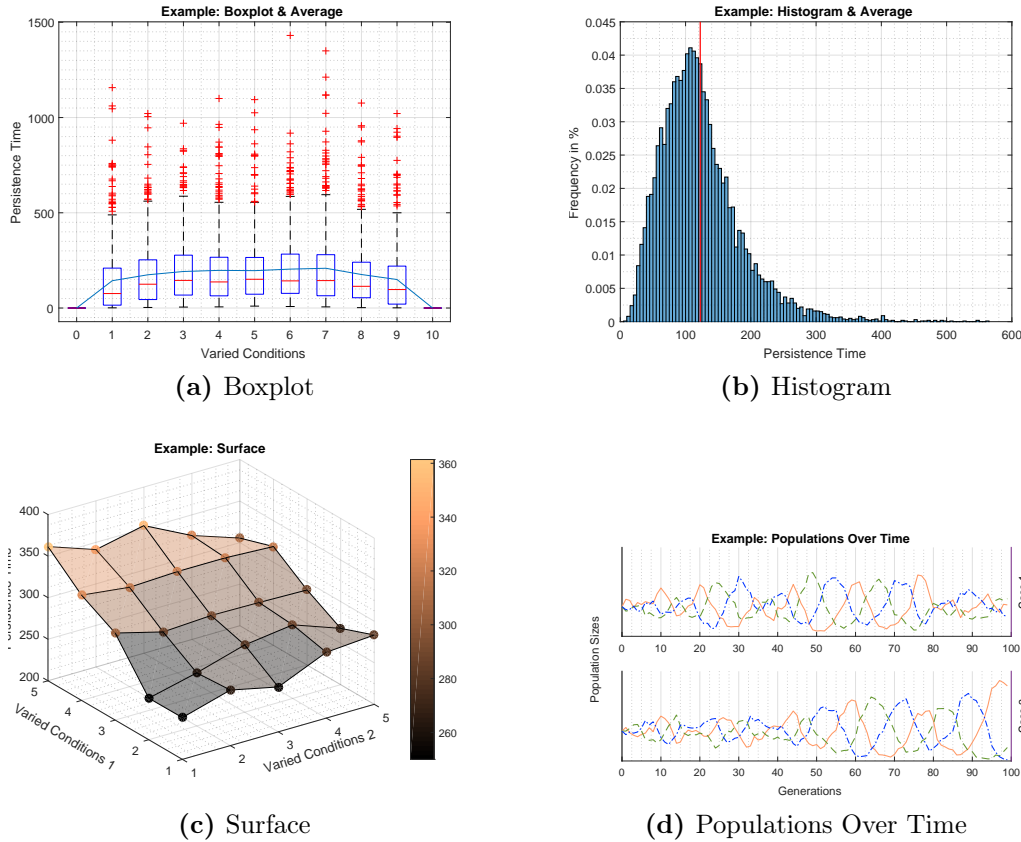 Example: Boxplot & Average
1500
1000
500
0
Persistence Time
0 1 2 3 4 5 6 7 8 9 10
Varied Conditions
(a) Boxplot
Example: Histogram & Average
0.045
0.04
0.035
0.03
0.025
0.02
0.015
0.01
0.005
0
Frequency in %
0 100 200 300 400 500 600
Persistence Time
(b) Histogram
Example: Surface
400
350
300
250
200
5
4
3
2
1
Varied Conditions 1
1
2
3
4
5
Varied Conditions 2
360
340
320
300
280
260
(c) Surface
Example: Populations Over Time
Population Sizes
0 10 20 30 40 50 60 70 80 90 100
0 10 20 30 40 50 60 70 80 90 100
Generations
(d) Populations Over Time